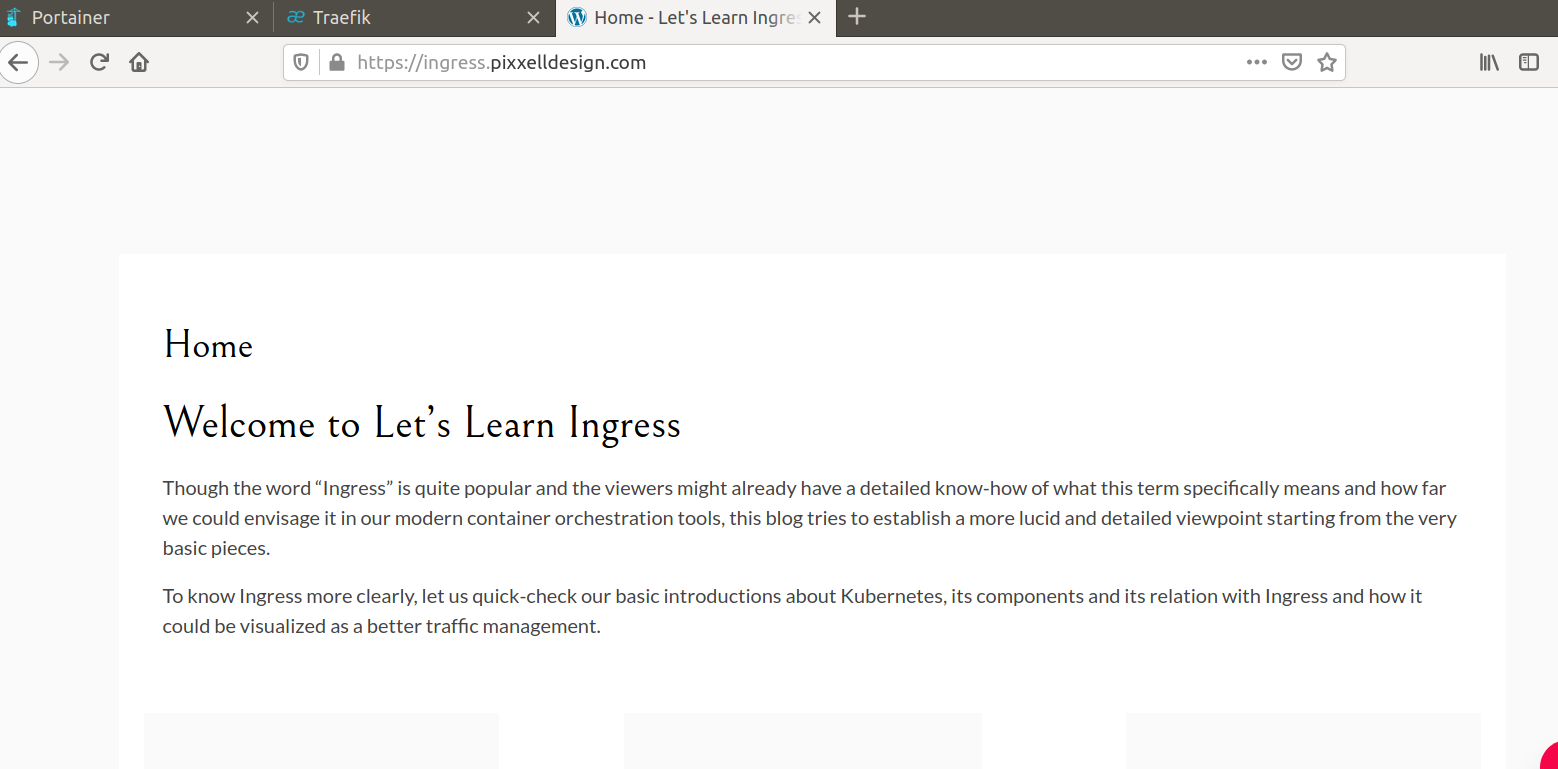 Portainer
Traefik
Home - Let's Learn Ingres
https://ingress.pixxelldesign.com
Home
Welcome to Let’s Learn Ingress
Though the word “Ingress” is quite popular and the viewers might already have a detailed know-how of what this term specifically means and how far
we could envisage it in our modern container orchestration tools, this blog tries to establish a more lucid and detailed viewpoint starting from the very
basic pieces.
To know Ingress more clearly, let us quick-check our basic introductions about Kubernetes, its components and its relation with Ingress and how it
could be visualized as a better traffic management.